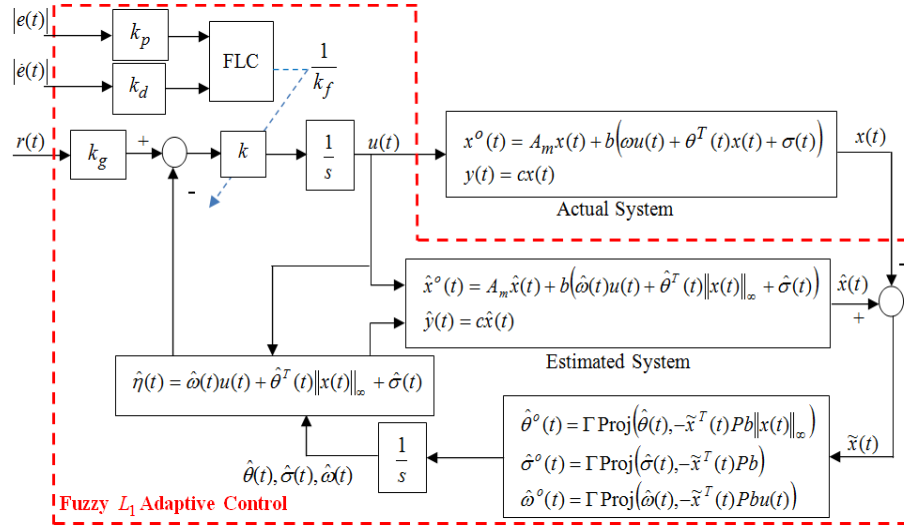 |e(t)|
k_p
FLC
1/k_f
|ė(t)|
k_d
r(t)
k_g
+
-
k
1/s
u(t)
x^o(t) = A_m x(t) + b(ωu(t) + θ^T(t)x(t) + σ(t))
y(t) = cx(t)
x(t)
Actual System
-
x̂^o(t) = A_m x̂(t) + b(ω̂(t)u(t) + θ̂^T(t)‖x(t)‖_∞ + σ̂(t))
ŷ(t) = cx̂(t)
x̂(t)
+
Estimated System
η̂(t) = ω̂(t)u(t) + θ̂^T(t)‖x(t)‖_∞ + σ̂(t)
θ̂^o(t) = Γ Proj(θ̂(t),-x̃^T(t)Pb‖x(t)‖_∞)
σ̂^o(t) = Γ Proj(σ̂(t),-x̃^T(t)Pb)
ω̂^o(t) = Γ Proj(ω̂(t),-x̃^T(t)Pbu(t))
x̃(t)
1/s
θ̂(t), σ̂(t), ω̂(t)
Fuzzy L_1 Adaptive Control